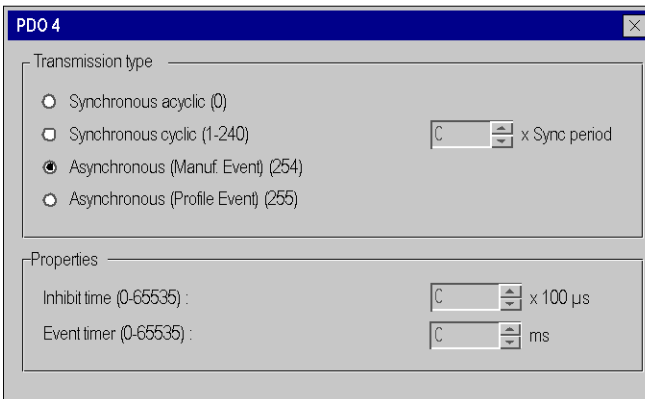 PDO 4
Transmission type
Synchronous acyclic (0)
Synchronous cyclic (1-240)
C x Sync period
Asynchronous (Manuf. Event) (254)
Asynchronous (Profile Event) (255)
Properties
Inhibit time (0-65535) :
C x 100 µs
Event timer (0-65535) :
C ms